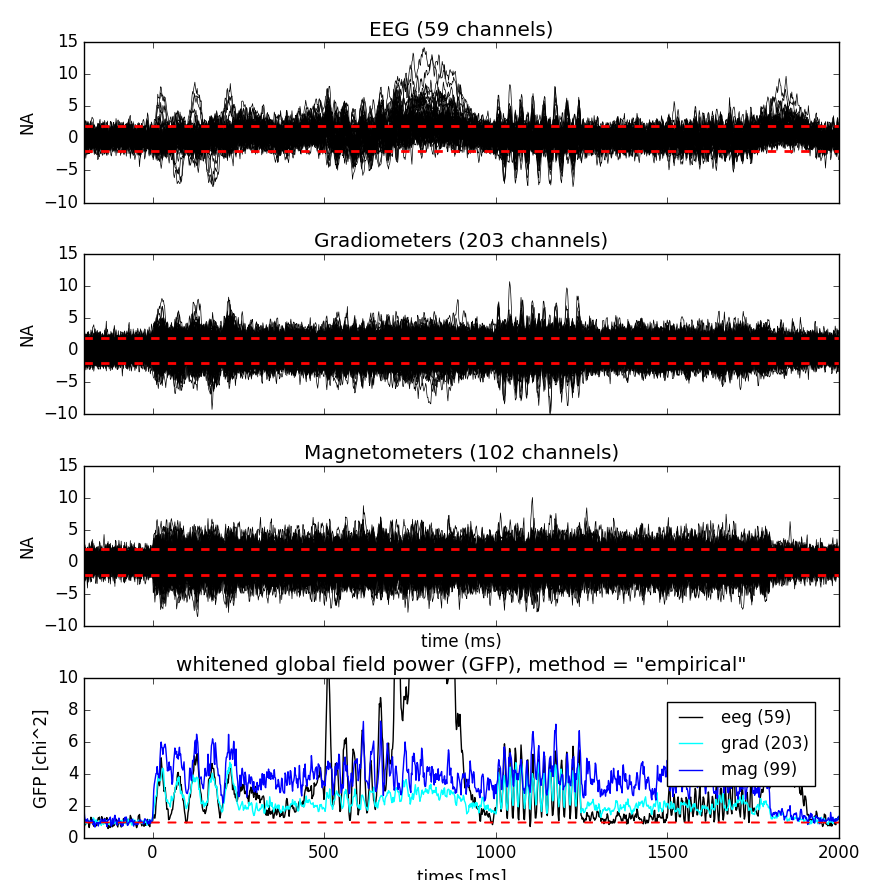 EEG (59 channels)
15
10
5
0
−5
−10
NA
Gradiometers (203 channels)
15
10
5
0
−5
−10
NA
Magnetometers (102 channels)
15
10
5
0
−5
−10
NA
time (ms)
whitened global field power (GFP), method = "empirical"
10
8
6
4
2
0
GFP [chi^2]
eeg (59)
grad (203)
mag (99)
0 500 1000 1500 2000
times [ms]